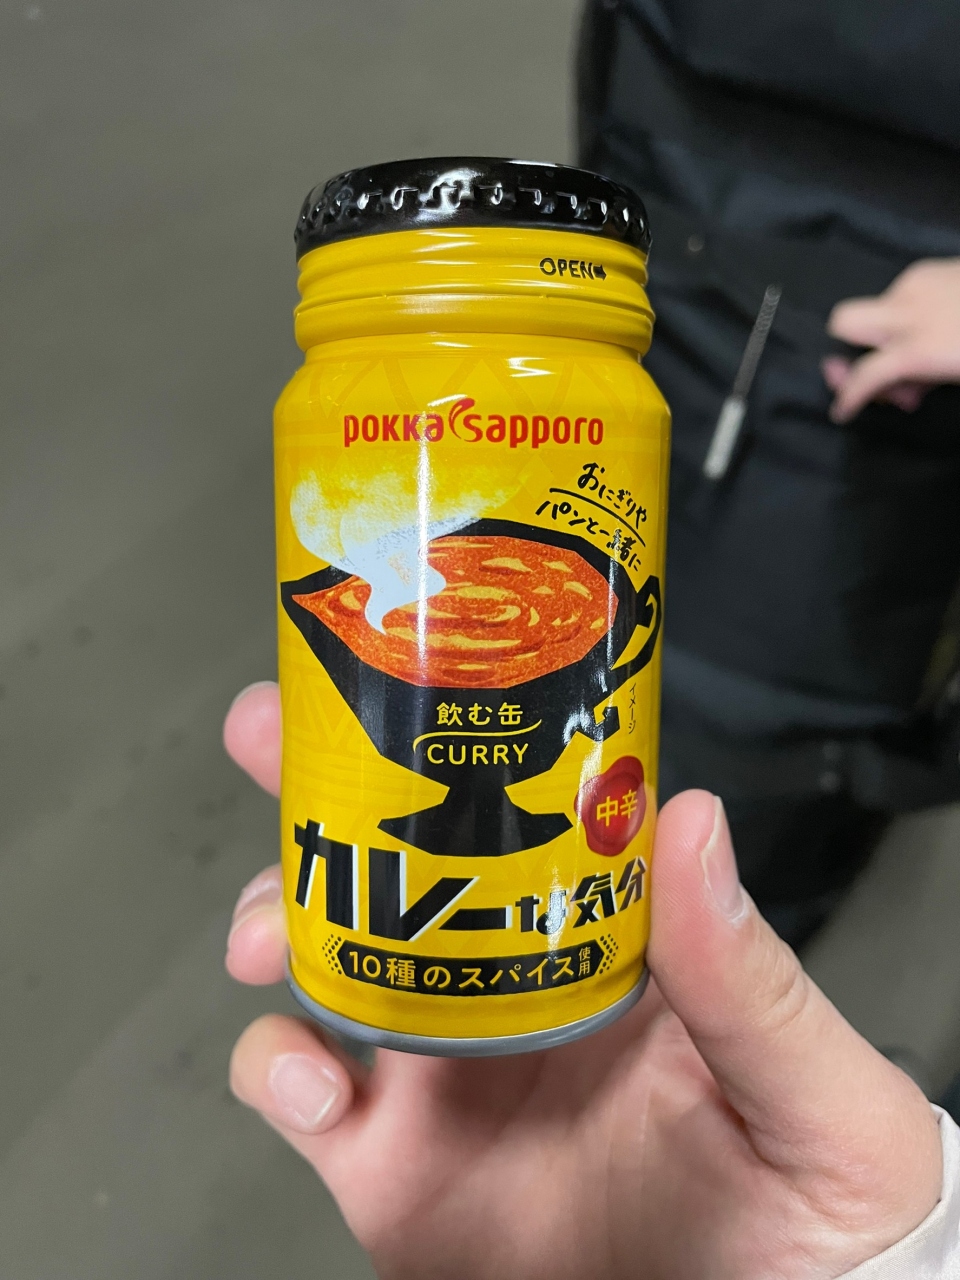 OPEN➡
pokka sapporo
おにぎりや
パンと一緒に
イメージ
飲む缶
CURRY
中辛
カレーな気分
10種のスパイス使用